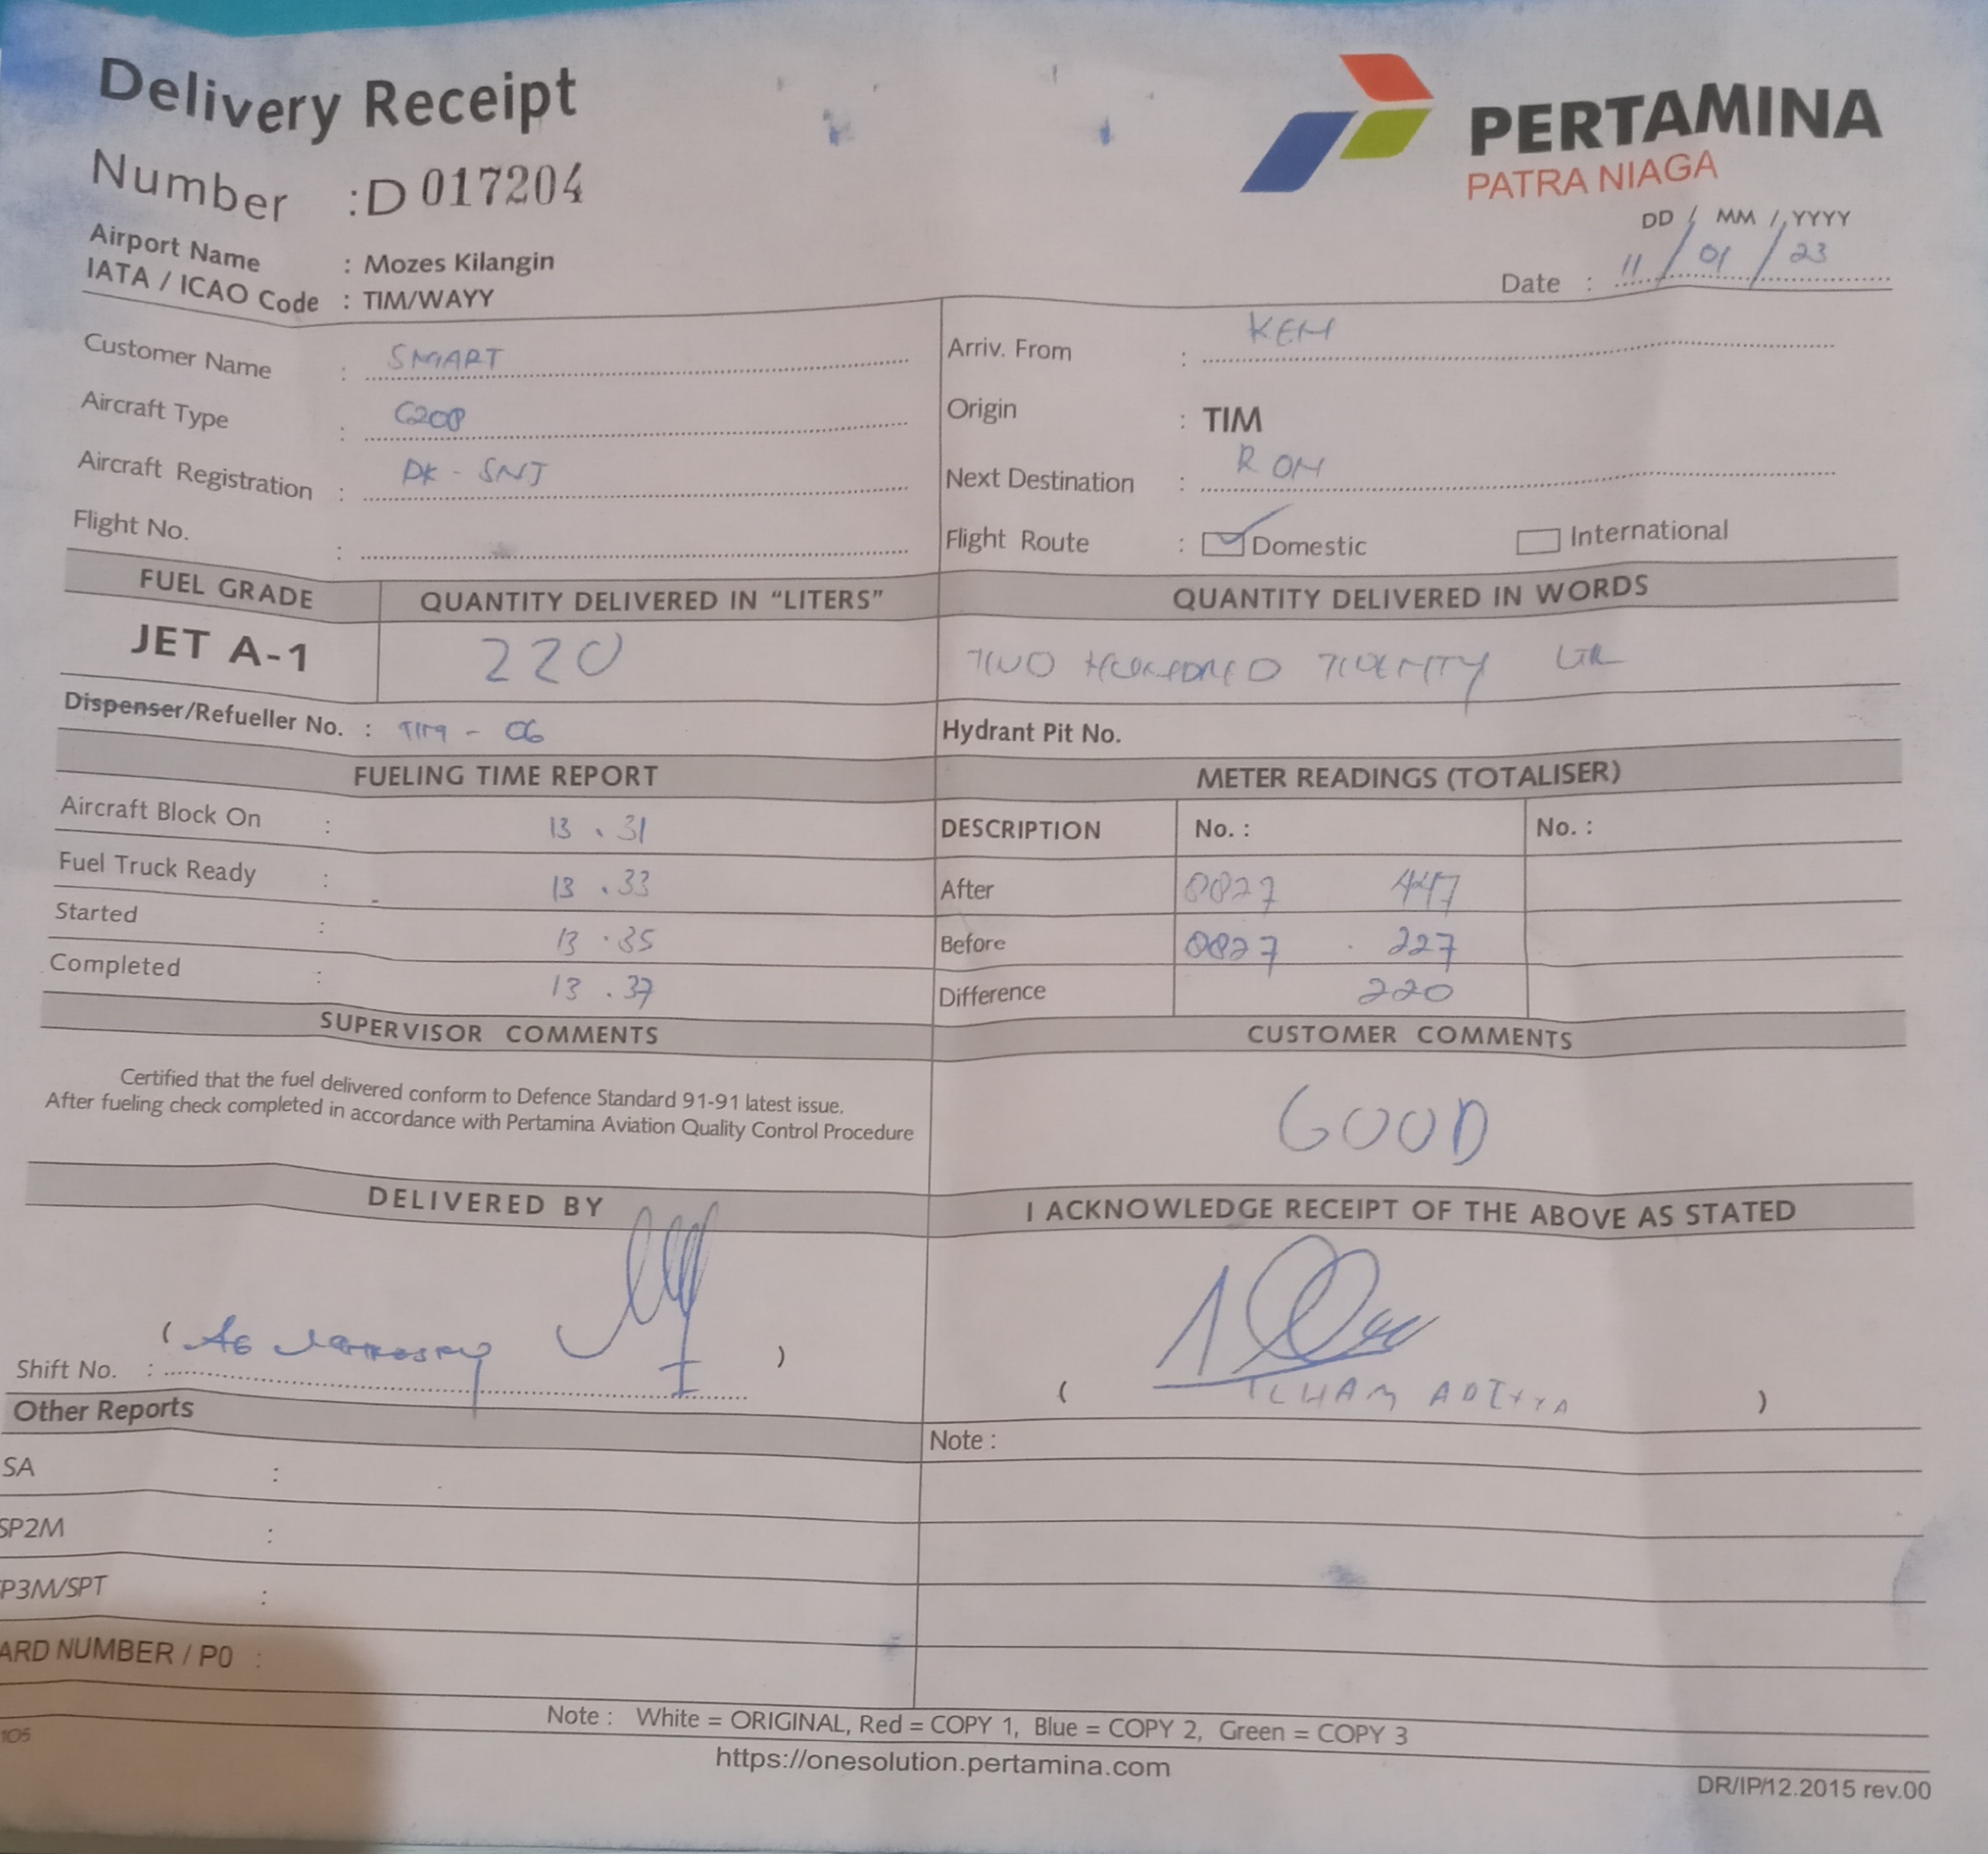 Delivery Receipt
PERTAMINA
PATRA NIAGA
Number : D 017204
DD / MM / YYYY
Date : 11 / 01 / 23
Airport Name : Mozes Kilangin
IATA / ICAO Code : TIM/WAYY
Customer Name : SMART
Arriv. From : KEM
Aircraft Type : C208
Origin : TIM
Aircraft Registration : PK - SNJ
Next Destination : ROM
Flight No. :
Flight Route : Domestic International
FUEL GRADE QUANTITY DELIVERED IN “LITERS” QUANTITY DELIVERED IN WORDS
JET A-1 220 TWO HUNDRED TWENTY LTR
Dispenser/Refueller No. : TIM - 06 Hydrant Pit No.
FUELING TIME REPORT METER READINGS (TOTALISER)
Aircraft Block On : 13 . 31 DESCRIPTION No. : No. :
Fuel Truck Ready : 13 . 33 After 0827 447
Started : 13 . 35 Before 0827 . 227
Completed : 13 . 37 Difference 220
SUPERVISOR COMMENTS CUSTOMER COMMENTS
Certified that the fuel delivered conform to Defence Standard 91-91 latest issue.
After fueling check completed in accordance with Pertamina Aviation Quality Control Procedure
GOOD
DELIVERED BY I ACKNOWLEDGE RECEIPT OF THE ABOVE AS STATED
Shift No. : I
( ILHAM ADITYA )
Other Reports
Note :
SA :
SP2M :
P3M/SPT :
ARD NUMBER / P0 :
Note : White = ORIGINAL, Red = COPY 1, Blue = COPY 2, Green = COPY 3
105
https://onesolution.pertamina.com
DR/IP/12.2015 rev.00